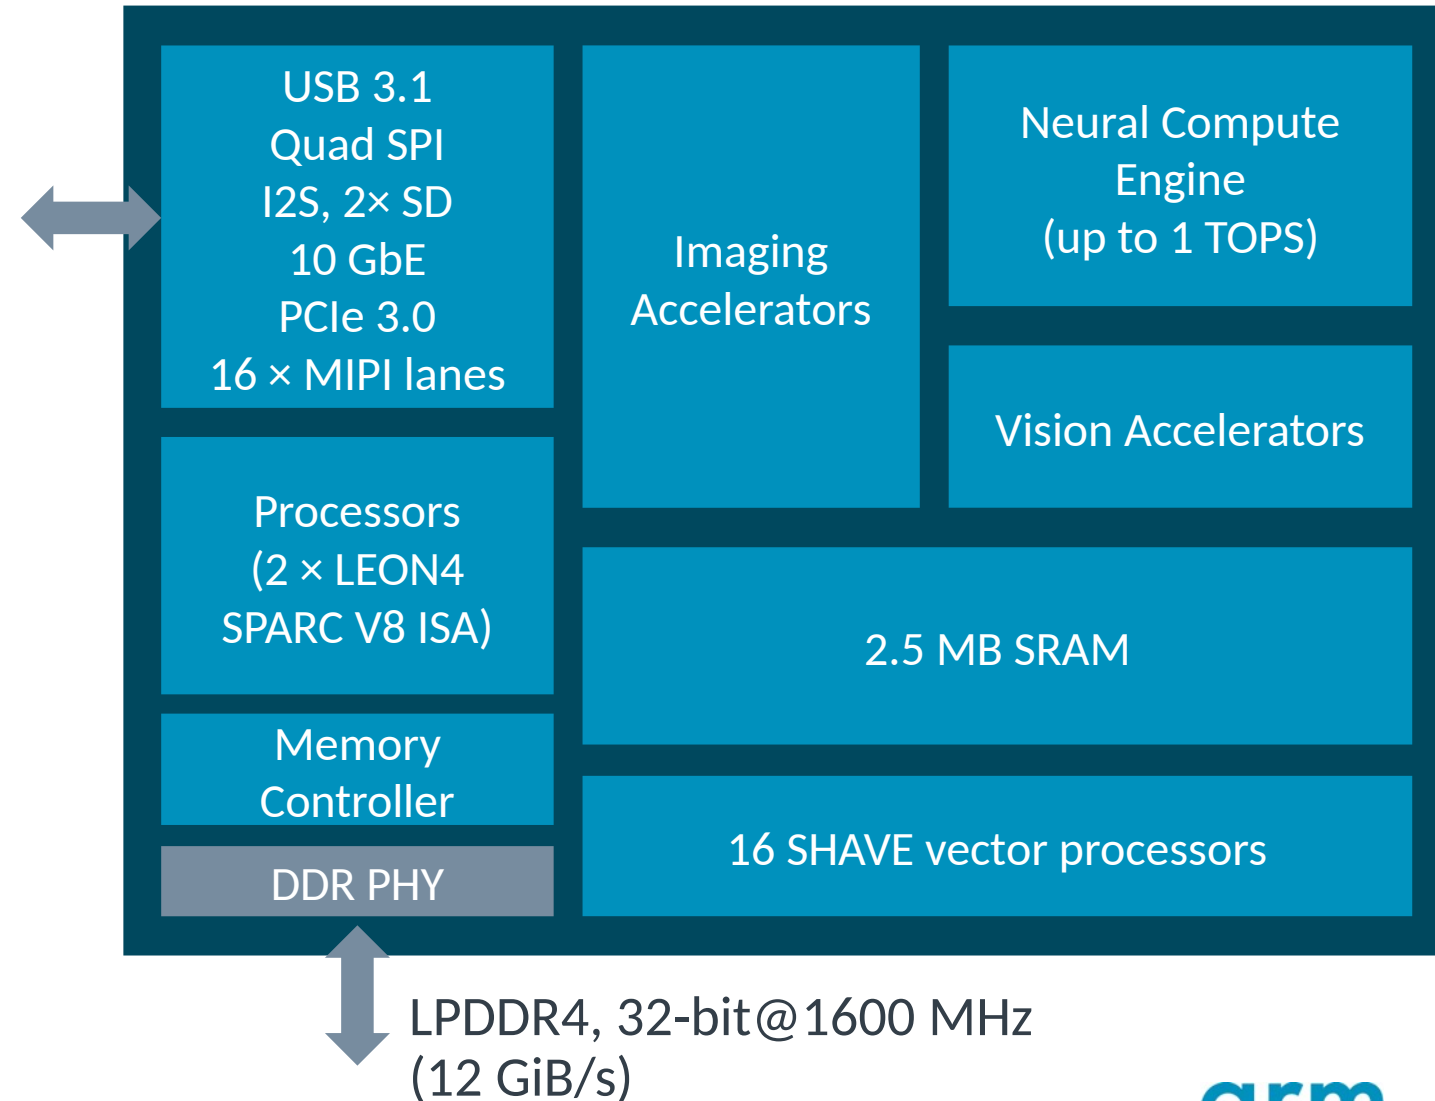 USB 3.1
Quad SPI
I2S, 2× SD
10 GbE
PCIe 3.0
16 × MIPI lanes
Imaging
Accelerators
Neural Compute
Engine
(up to 1 TOPS)
Vision Accelerators
Processors
(2 × LEON4
SPARC V8 ISA)
2.5 MB SRAM
Memory
Controller
16 SHAVE vector processors
DDR PHY
LPDDR4, 32-bit@1600 MHz
(12 GiB/s)
arm